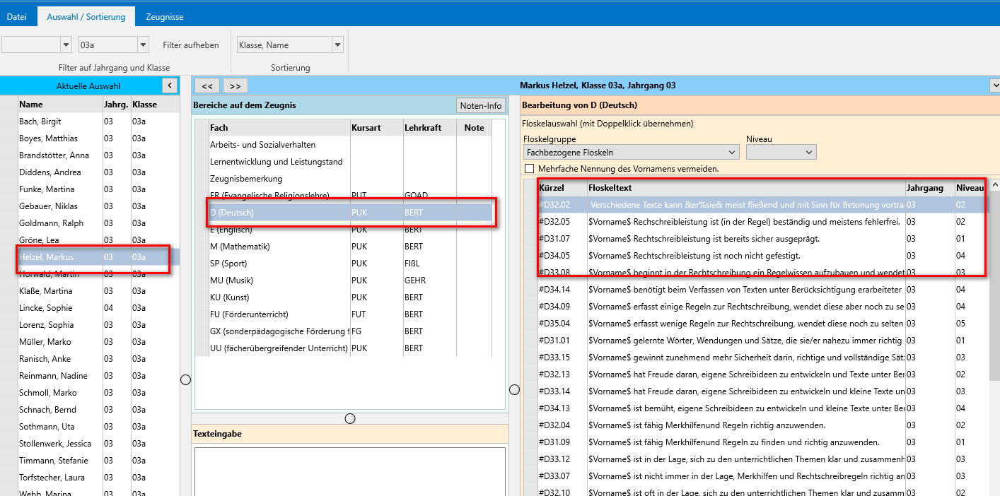 Datei Auswahl / Sortierung Zeugnisse
03a Filter aufheben Klasse, Name
Filter auf Jahrgang und Klasse Sortierung
Aktuelle Auswahl <
Name Jahrg. Klasse
Bach, Birgit 03 03a
Boyes, Matthias 03 03a
Brandstötter, Anna 03 03a
Diddens, Andrea 03 03a
Funke, Martina 03 03a
Gebauer, Niklas 03 03a
Goldmann, Ralph 03 03a
Gröne, Lea 03 03a
Helzel, Markus 03 03a
Horwald, Martin 03 03a
Klaße, Martina 03 03a
Lincke, Sophie 04 03a
Lorenz, Sophia 03 03a
Müller, Marko 03 03a
Ranisch, Anke 03 03a
Reinmann, Nadine 03 03a
Schmoll, Marko 03 03a
Schnach, Bernd 03 03a
Sothmann, Uta 03 03a
Stollenwerk, Jessica 03 03a
Timmann, Stefanie 03 03a
Torfstecher, Laura 03 03a
Webb, Marina 03 03a
<< >> Markus Helzel, Klasse 03a, Jahrgang 03
Bereiche auf dem Zeugnis Noten-Info
Fach Kursart Lehrkraft Note
Arbeits- und Sozialverhalten
Lernentwicklung und Leistungstand
Zeugnisbemerkung
ER (Evangelische Religionslehre) PUT GOAD
D (Deutsch) PUK BERT
E (Englisch) PUK BERT
M (Mathematik) PUK BERT
SP (Sport) PUK FIßL
MU (Musik) PUK GEHR
KU (Kunst) PUK BERT
FU (Förderunterricht) FUT BERT
GX (sonderpädagogische Förderung f FG BERT
UU (fächerübergreifender Unterricht) PUK BERT
Texteingabe
Bearbeitung von D (Deutsch)
Floskelauswahl (mit Doppelklick übernehmen)
Floskelgruppe Niveau
Fachbezogene Floskeln
Mehrfache Nennung des Vornamens vermeiden.
Kürzel Floskeltext Jahrgang Niveau
#D32.02 Verschiedene Texte kann &er%sie& meist fließend und mit Sinn für Betonung vortra 03 02
#D32.05 $Vorname$ Rechschreibleistung ist (in der Regel) beständig und meistens fehlerfrei. 03 02
#D31.07 $Vorname$ Rechtschreibleistung ist bereits sicher ausgeprägt. 03 01
#D34.05 $Vorname$ Rechtschreibleistung ist noch nicht gefestigt. 03 04
#D33.08 $Vorname$ beginnt in der Rechtschreibung ein Regelwissen aufzubauen und wendet 03 03
#D34.14 $Vorname$ benötigt beim Verfassen von Texten unter Berücksichtigung erarbeiteter 03 04
#D34.09 $Vorname$ erfasst einige Regeln zur Rechtschreibung, wendet diese aber noch zu se 03 04
#D35.04 $Vorname$ erfasst wenige Regeln zur Rechtschreibung, wendet diese noch zu selten 03 05
#D31.01 $Vorname$ gelernte Wörter, Wendungen und Sätze, die sie/er nahezu immer richtig 03 01
#D33.15 $Vorname$ gewinnt zunehmend mehr Sicherheit darin, richtige und vollständige Sät 03 03
#D32.13 $Vorname$ hat Freude daran, eigene Schreibideen zu entwickeln und Texte unter Ber 03 02
#D33.14 $Vorname$ hat Freude daran, eigene Schreibideen zu entwickeln und kleine Texte un 03 03
#D34.13 $Vorname$ ist bemüht, eigene Schreibideen zu entwickeln und kleine Texte unter Be 03 04
#D32.04 $Vorname$ ist fähig Merkhilfenund Regeln richtig anzuwenden. 03 02
#D31.09 $Vorname$ ist fähig Merkhilfenund Regeln zu finden und richtig anzuwenden. 03 01
#D33.12 $Vorname$ ist in der Lage, sich zu den unterrichtlichen Themen klar und zusammenh 03 03
#D33.07 $Vorname$ ist nicht immer in der Lage, Merkhilfen und Rechtschreibregeln richtig an 03 03
#D32.10 $Vorname$ ist oft in der Lage, sich zu den unterrichtlichen Themen klar und zusamm 03 02